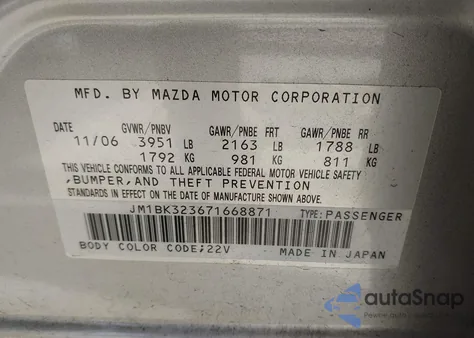 MFD. BY MAZDA MOTOR CORPORATION
DATE GVWR/PNBV GAWR/PNBE FRT GAWR/PNBE RR
11/06 3951 LB 2163 LB 1788 LB
1792 KG 981 KG 811 KG
THIS VEHICLE CONFORMS TO ALL APPLICABLE FEDERAL MOTOR VEHICLE SAFETY
,BUMPER,AND THEFT PREVENTION
STANDARDS IN EFFECT ON THE DATE OF MANUFACTURE SHOWN ABOVE.
JM1BK323671668871 TYPE:PASSENGER
BODY COLOR CODE;22V MADE IN JAPAN
autoSnap